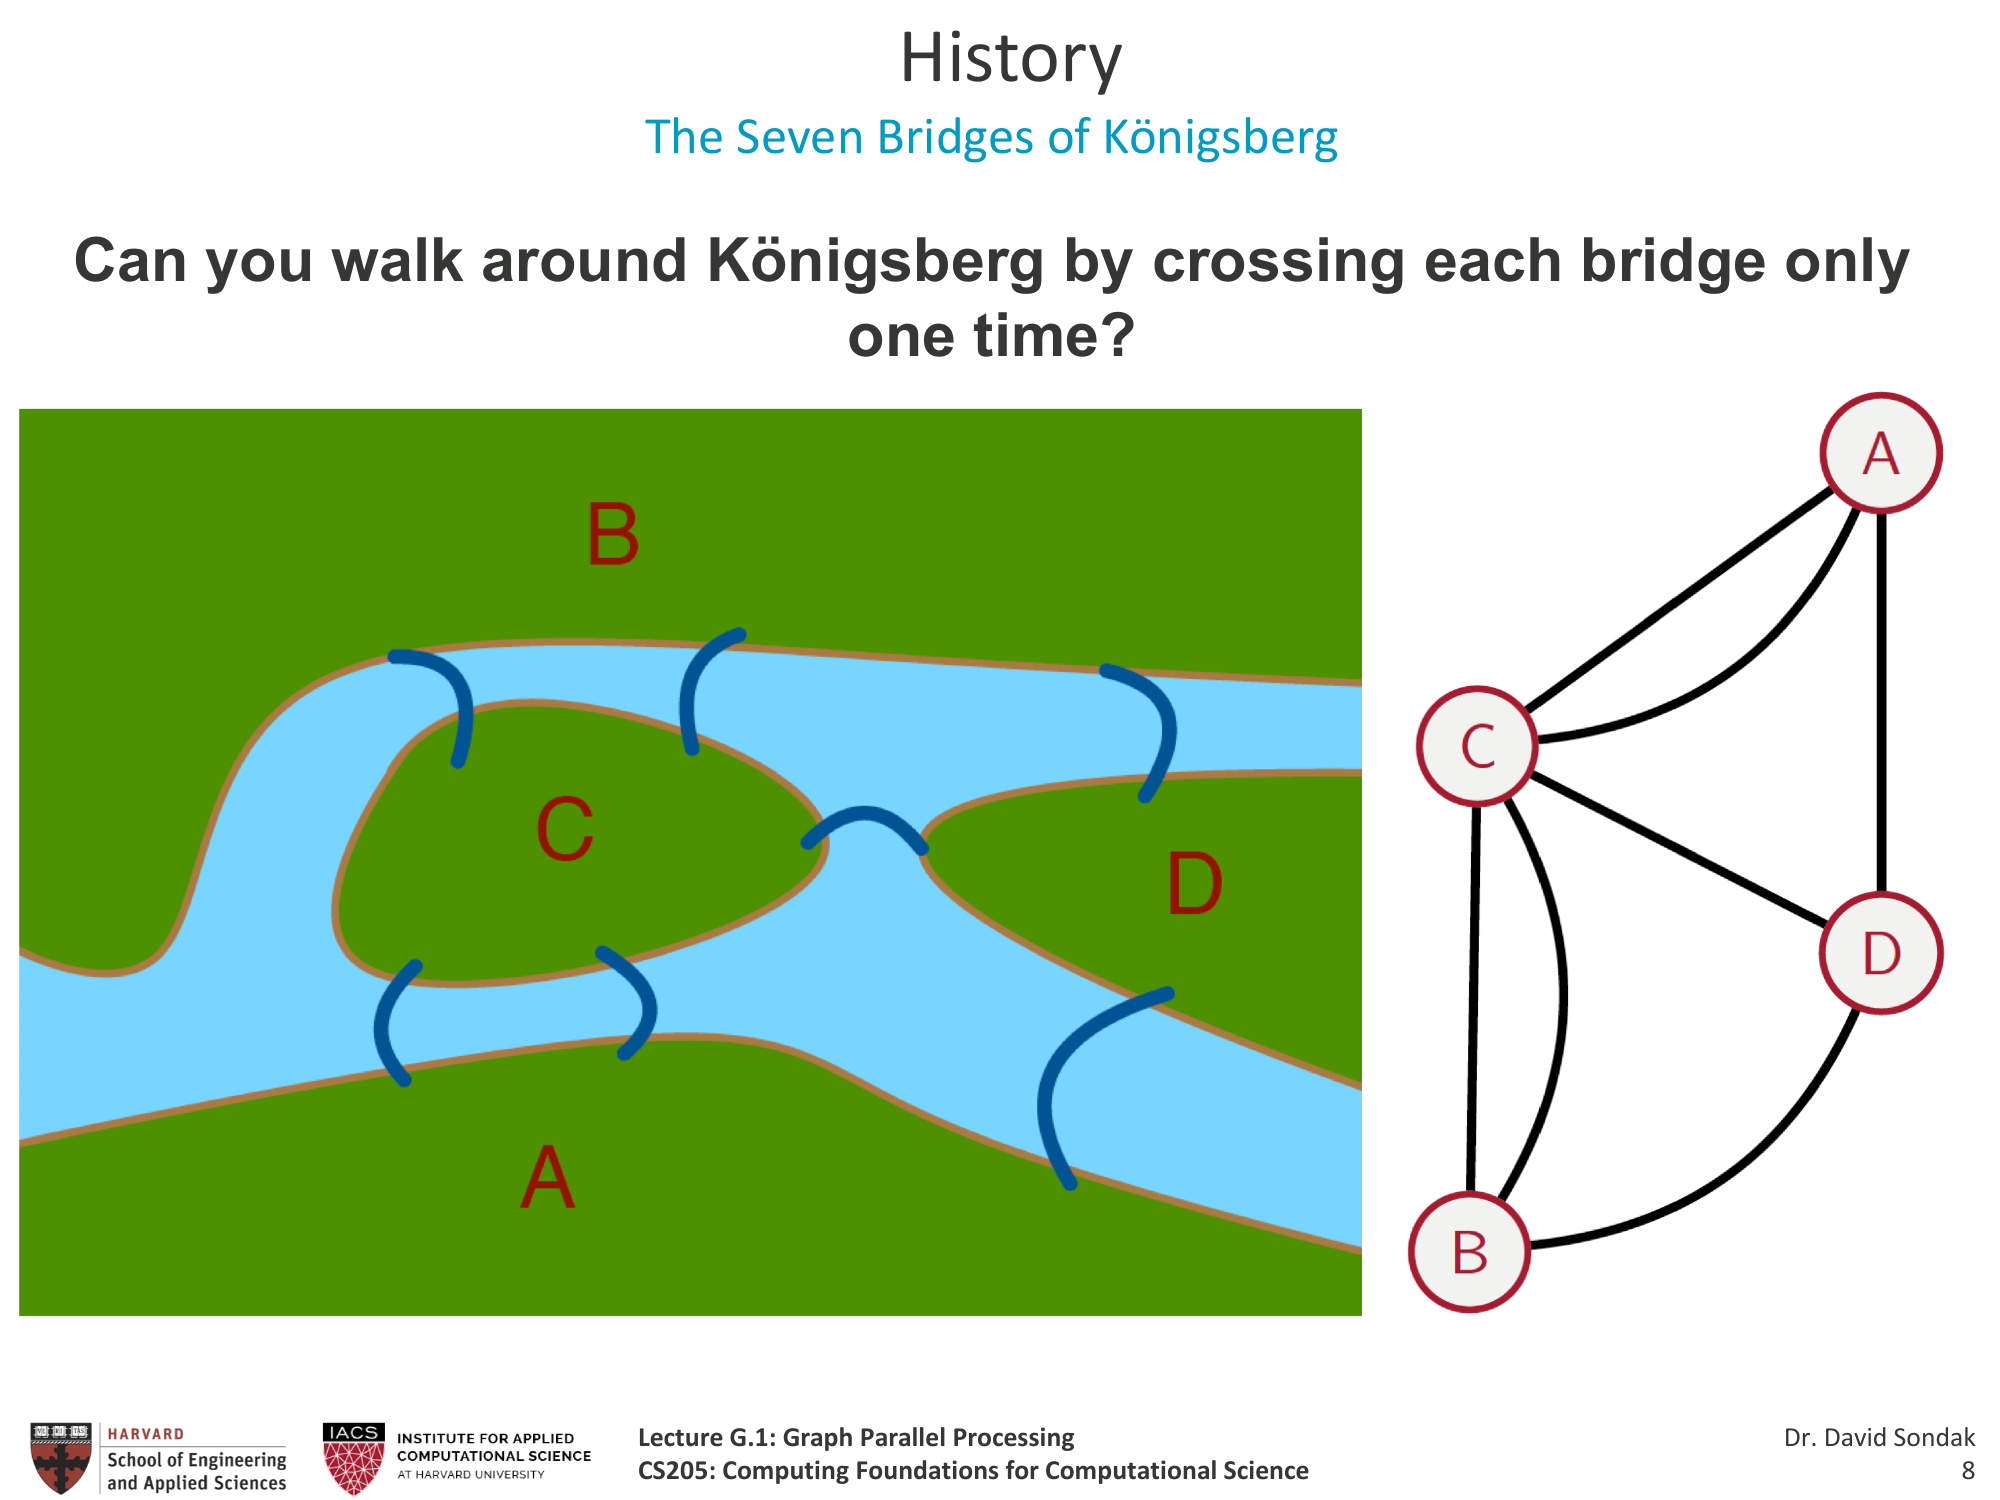 History
The Seven Bridges of Königsberg
Can you walk around Königsberg by crossing each bridge only
one time?
B
C
D
A
A
C
D
B
HARVARD
School of Engineering
and Applied Sciences
IACS
INSTITUTE FOR APPLIED
COMPUTATIONAL SCIENCE
AT HARVARD UNIVERSITY
Lecture G.1: Graph Parallel Processing
CS205: Computing Foundations for Computational Science
Dr. David Sondak
8